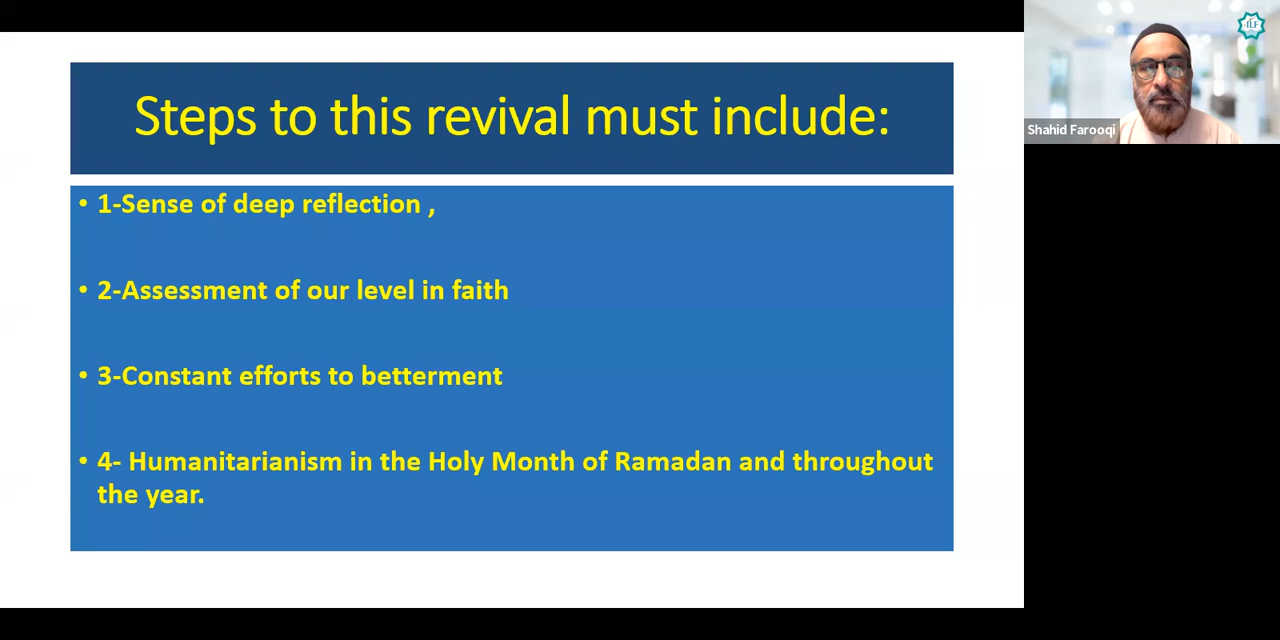 Steps to this revival must include:
• 1-Sense of deep reflection ,
• 2-Assessment of our level in faith
• 3-Constant efforts to betterment
• 4- Humanitarianism in the Holy Month of Ramadan and throughout
the year.
Shahid Farooqi
ILF